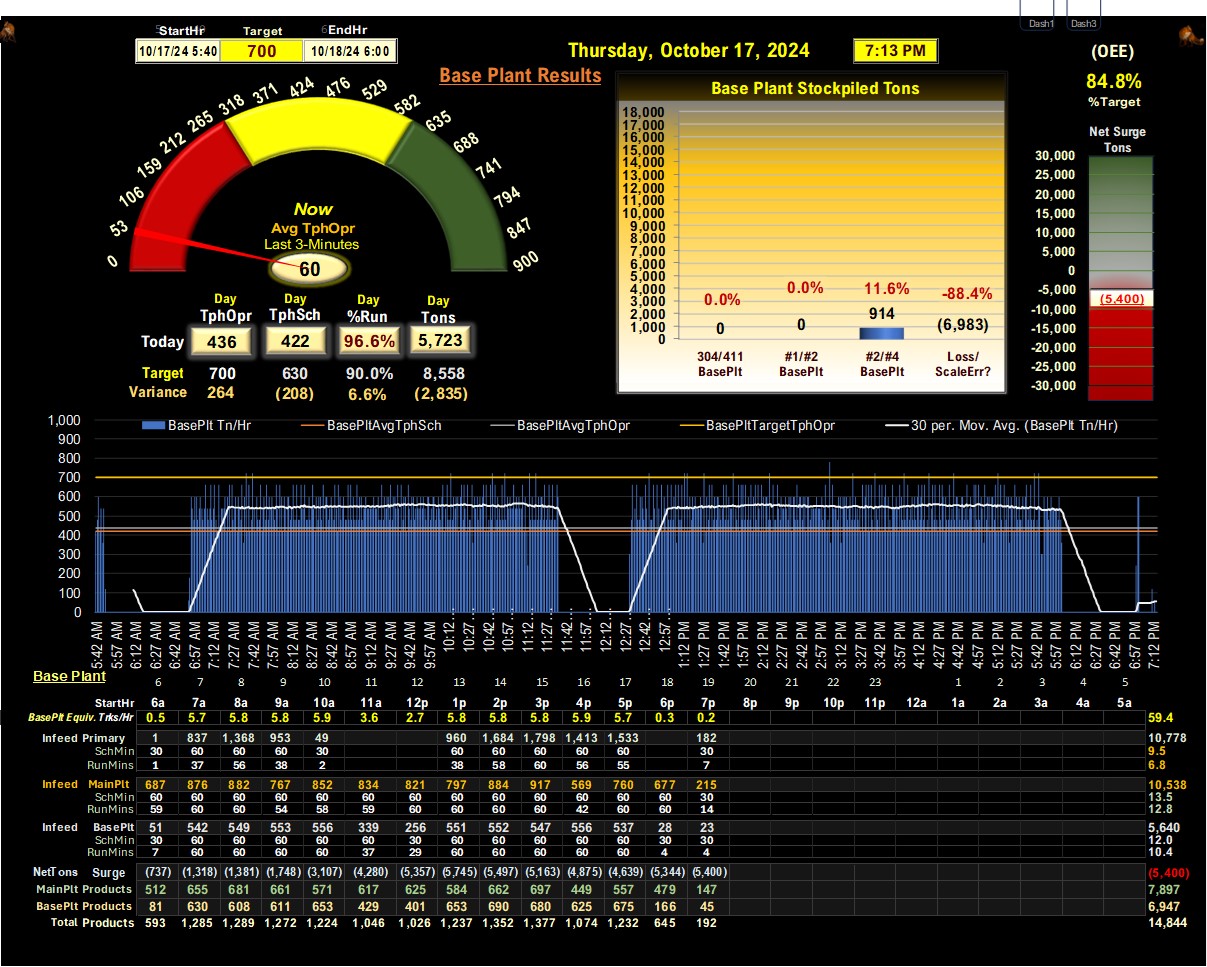 Dash1 Dash3
StartHr Target EndHr
10/17/24 5:40 700 10/18/24 6:00
Thursday, October 17, 2024 7:13 PM
(OEE)
84.8%
%Target
Base Plant Results
0 53 106 159 212 265 318 371 424 476 529 582 635 688 741 794 847 900
Now
Avg TphOpr
Last 3-Minutes
60
Day TphOpr Day TphSch Day %Run Day Tons
Today 436 422 96.6% 5,723
Target 700 630 90.0% 8,558
Variance 264 (208) 6.6% (2,835)
Base Plant Stockpiled Tons
18,000
17,000
16,000
15,000
14,000
13,000
12,000
11,000
10,000
9,000
8,000
7,000
6,000
5,000
4,000
3,000
2,000
1,000
0
0.0% 0.0% 11.6% -88.4%
0 0 914 (6,983)
304/411 BasePlt #1/#2 BasePlt #2/#4 BasePlt Loss/ ScaleErr?
Net Surge
Tons
30,000
25,000
20,000
15,000
10,000
5,000
0
-5,000
(5,400)
-10,000
-15,000
-20,000
-25,000
-30,000
BasePlt Tn/Hr BasePltAvgTphSch BasePltAvgTphOpr BasePltTargetTphOpr 30 per. Mov. Avg. (BasePlt Tn/Hr)
1,000
900
800
700
600
500
400
300
200
100
0
5:42 AM 5:57 AM 6:12 AM 6:27 AM 6:42 AM 6:57 AM 7:12 AM 7:27 AM 7:42 AM 7:57 AM 8:12 AM 8:27 AM 8:42 AM 8:57 AM 9:12 AM 9:27 AM 9:42 AM 9:57 AM 10:12... 10:27... 10:42... 10:57... 11:12... 11:27... 11:42... 11:57... 12:12... 12:27... 12:42... 12:57... 1:12 PM 1:27 PM 1:42 PM 1:57 PM 2:12 PM 2:27 PM 2:42 PM 2:57 PM 3:12 PM 3:27 PM 3:42 PM 3:57 PM 4:12 PM 4:27 PM 4:42 PM 4:57 PM 5:12 PM 5:27 PM 5:42 PM 5:57 PM 6:12 PM 6:27 PM 6:42 PM 6:57 PM 7:12 PM
Base Plant 6 7 8 9 10 11 12 13 14 15 16 17 18 19 20 21 22 23 1 2 3 4 5
StartHr 6a 7a 8a 9a 10a 11a 12p 1p 2p 3p 4p 5p 6p 7p 8p 9p 10p 11p 12a 1a 2a 3a 4a 5a
BasePlt Equiv. Trks/Hr 0.5 5.7 5.8 5.8 5.9 3.6 2.7 5.8 5.8 5.8 5.9 5.7 0.3 0.2 59.4
Infeed Primary 1 837 1,368 953 49 960 1,684 1,798 1,413 1,533 182 10,778
SchMin 30 60 60 60 30 60 60 60 60 60 30 9.5
RunMins 1 37 56 38 2 38 58 60 56 55 7 6.8
Infeed MainPlt 687 876 882 767 852 834 821 797 884 917 569 760 677 215 10,538
SchMin 60 60 60 60 60 60 60 60 60 60 60 60 60 30 13.5
RunMins 59 60 60 54 58 59 60 60 60 60 42 60 60 14 12.8
Infeed BasePlt 51 542 549 553 556 339 256 551 552 547 556 537 28 23 5,640
SchMin 30 60 60 60 60 60 30 60 60 60 60 60 30 30 12.0
RunMins 7 60 60 60 60 37 29 60 60 60 60 60 4 4 10.4
NetTons Surge (737) (1,318) (1,381) (1,748) (3,107) (4,280) (5,357) (5,745) (5,497) (5,163) (4,875) (4,639) (5,344) (5,400) (5,400)
MainPlt Products 512 655 681 661 571 617 625 584 662 697 449 557 479 147 7,897
BasePlt Products 81 630 608 611 653 429 401 653 690 680 625 675 166 45 6,947
Total Products 593 1,285 1,289 1,272 1,224 1,046 1,026 1,237 1,352 1,377 1,074 1,232 645 192 14,844